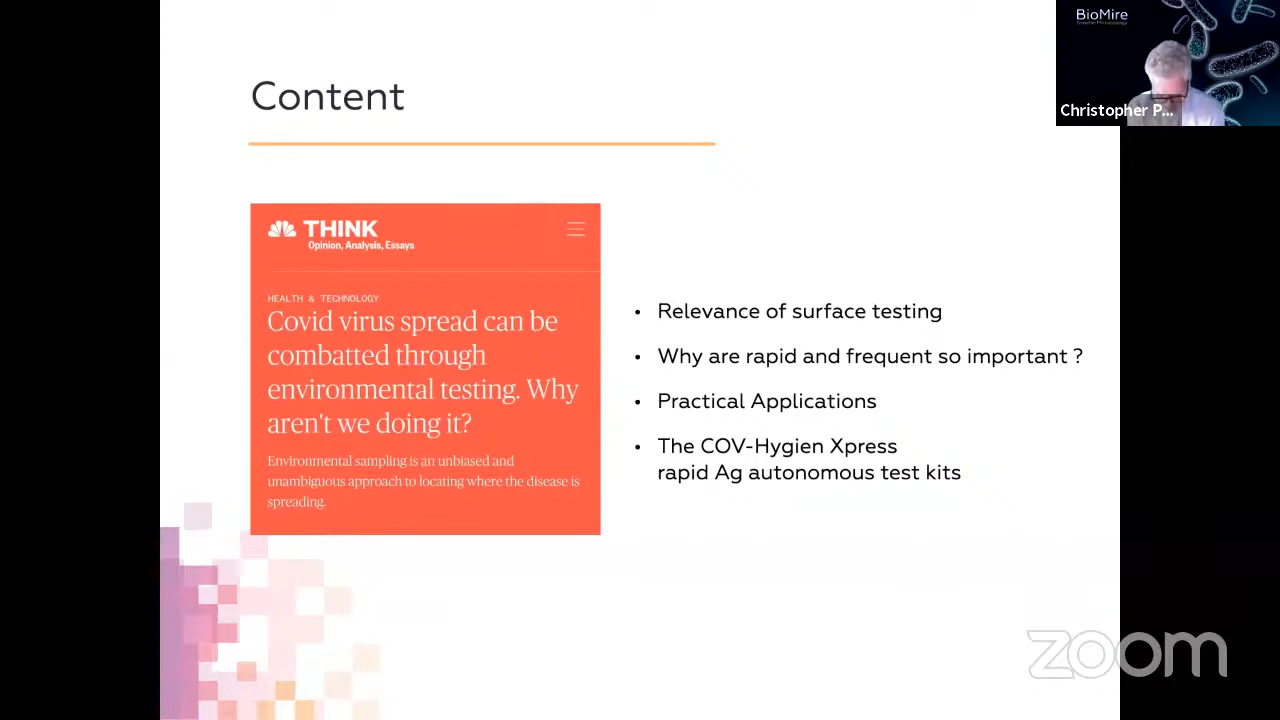 Content
THINK
Opinion, Analysis, Essays
HEALTH & TECHNOLOGY
Covid virus spread can be
combatted through
environmental testing. Why
aren't we doing it?
Environmental sampling is an unbiased and
unambiguous approach to locating where the disease is
spreading.
• Relevance of surface testing
• Why are rapid and frequent so important ?
• Practical Applications
• The COV-Hygien Xpress
rapid Ag autonomous test kits
BioMire
Smarter Microbiology
Christopher P...
zoom